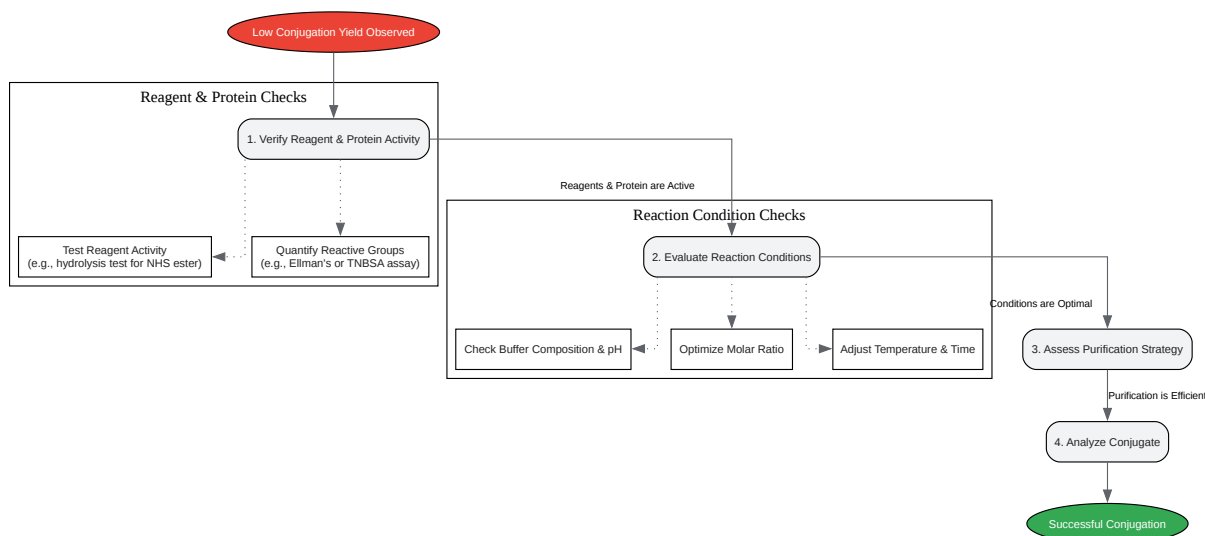 Low Conjugation Yield Observed
Reagent & Protein Checks
1. Verify Reagent & Protein Activity
Test Reagent Activity
(e.g., hydrolysis test for NHS ester)
Quantify Reactive Groups
(e.g., Ellman's or TNBSA assay)
Reagents & Protein are Active
Reaction Condition Checks
2. Evaluate Reaction Conditions
Check Buffer Composition & pH
Optimize Molar Ratio
Adjust Temperature & Time
Conditions are Optimal
3. Assess Purification Strategy
Purification is Efficient
4. Analyze Conjugate
Successful Conjugation